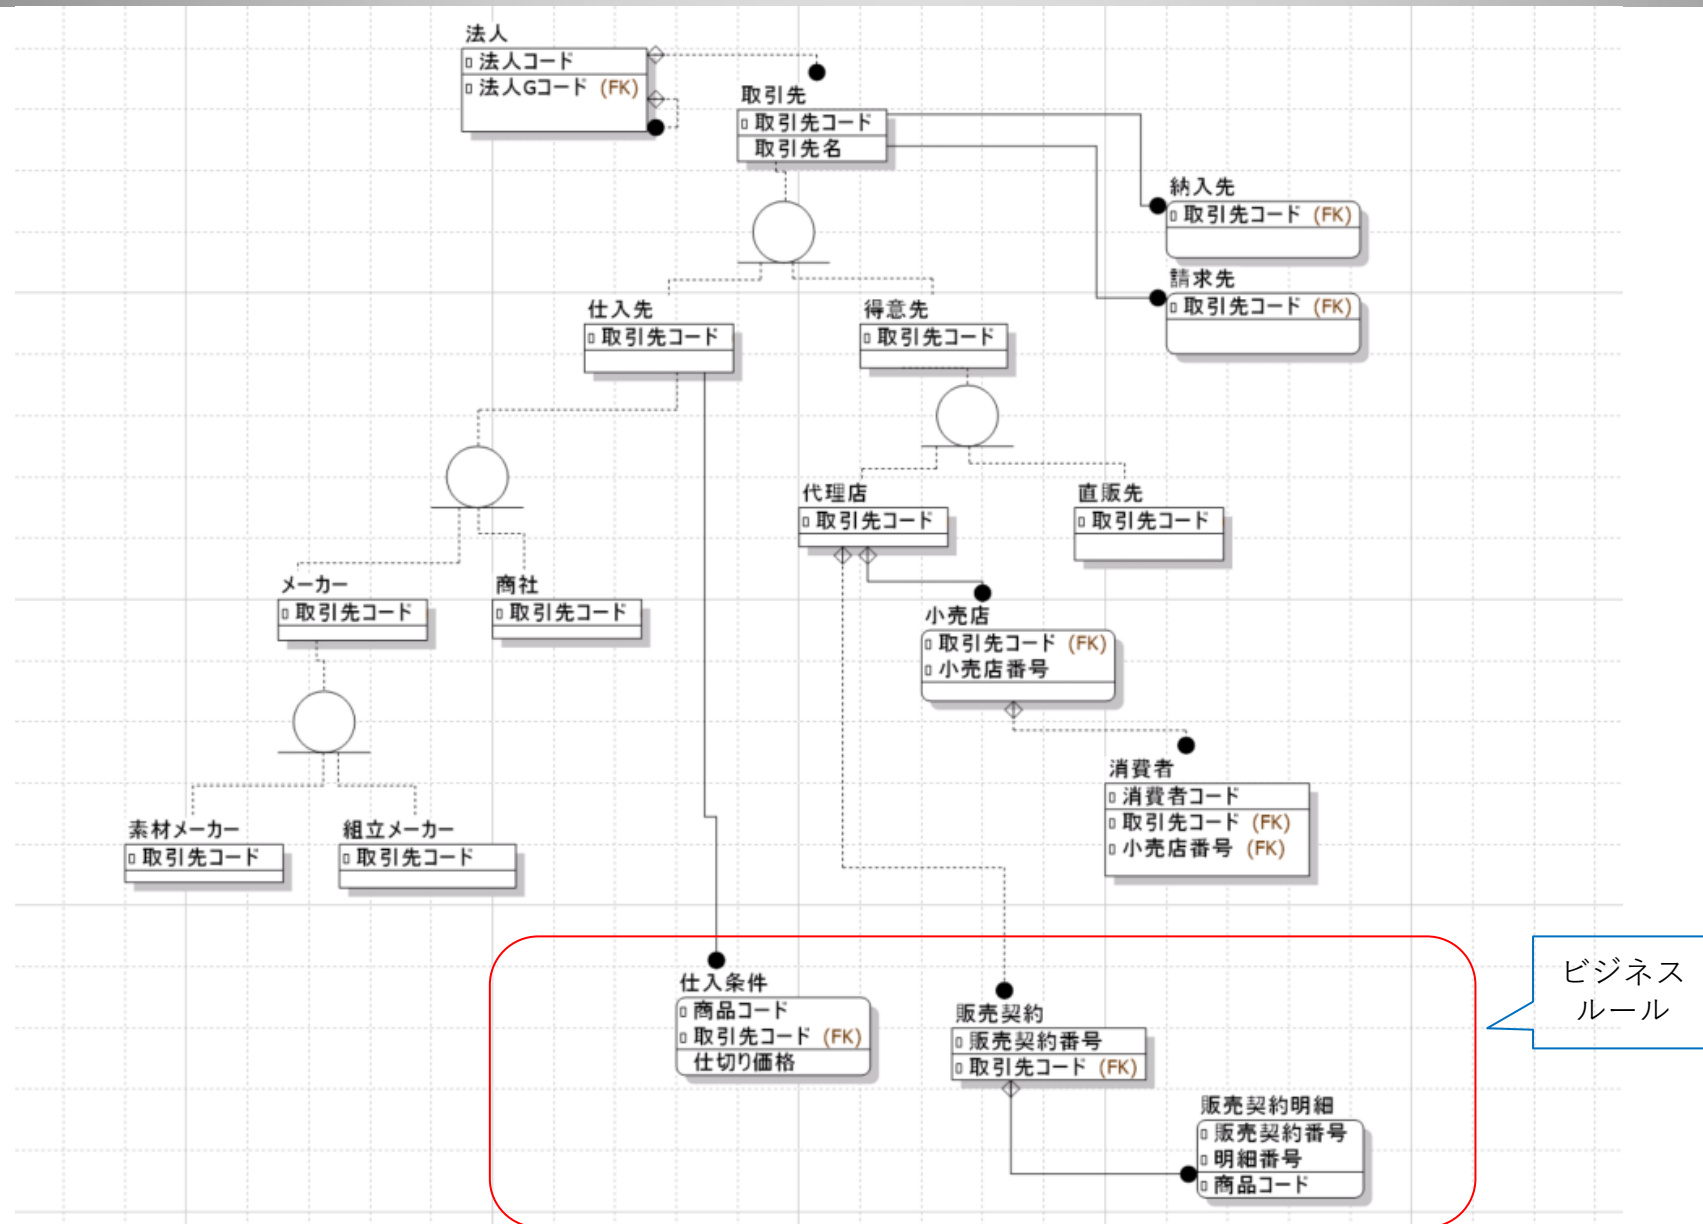 法人
法人コード
法人Gコード (FK)
取引先
取引先コード
取引先名
納入先
取引先コード (FK)
請求先
取引先コード (FK)
仕入先
取引先コード
得意先
取引先コード
代理店
取引先コード
直販先
取引先コード
メーカー
取引先コード
商社
取引先コード
小売店
取引先コード (FK)
小売店番号
消費者
消費者コード
取引先コード (FK)
小売店番号 (FK)
素材メーカー
取引先コード
組立メーカー
取引先コード
ビジネス
ルール
仕入条件
商品コード
取引先コード (FK)
仕切り価格
販売契約
販売契約番号
取引先コード (FK)
販売契約明細
販売契約番号
明細番号
商品コード